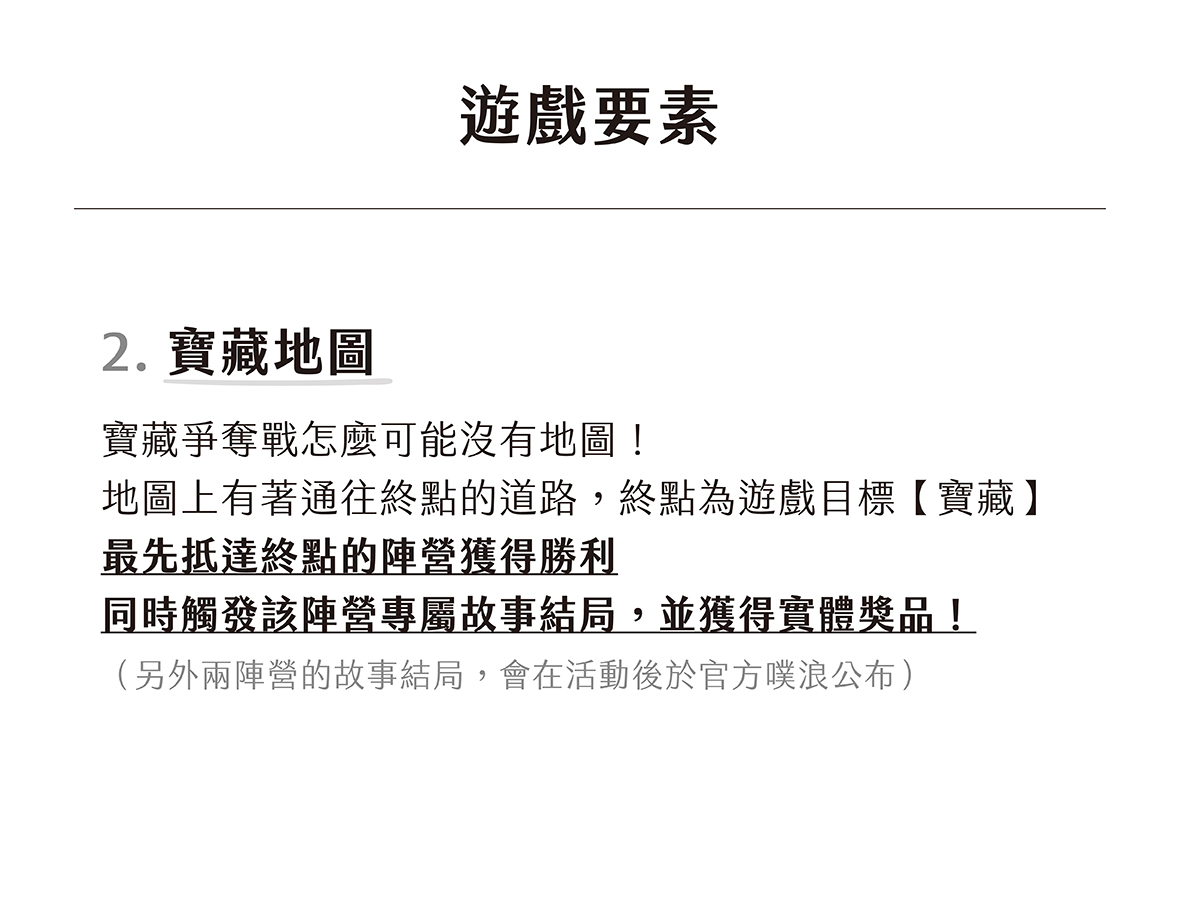 遊戲要素
2. 寶藏地圖
寶藏爭奪戰怎麼可能沒有地圖！
地圖上有著通往終點的道路，終點為遊戲目標【寶藏】
最先抵達終點的陣營獲得勝利
同時觸發該陣營專屬故事結局，並獲得實體獎品！
（另外兩陣營的故事結局，會在活動後於官方噗浪公布）